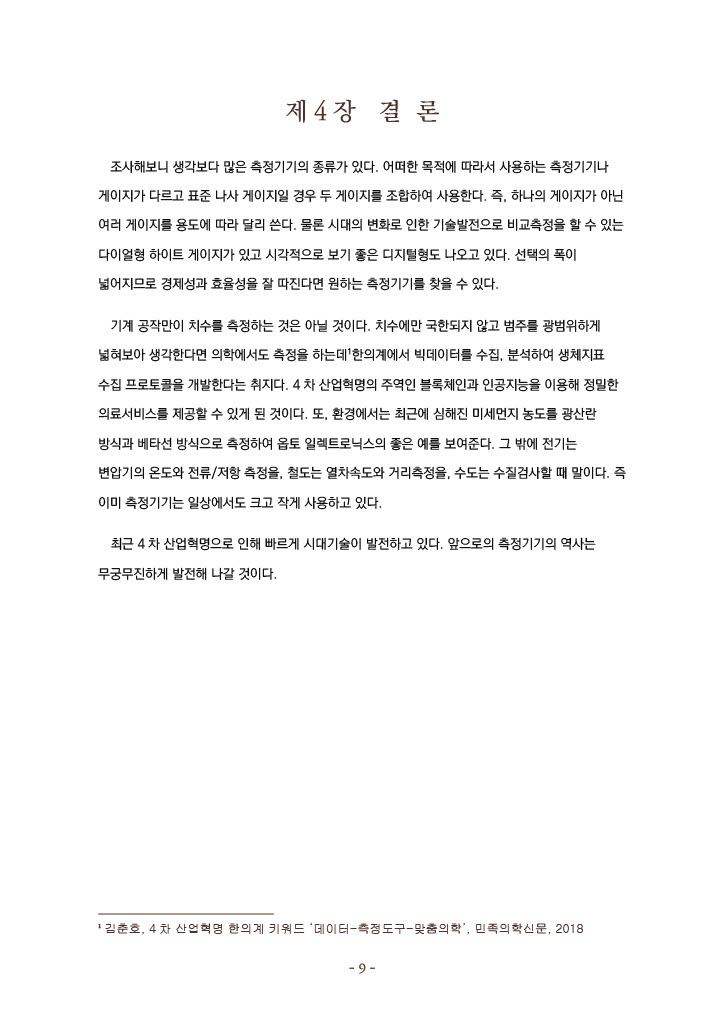 제4장 결 론
조사해보니 생각보다 많은 측정기기의 종류가 있다. 어떠한 목적에 따라서 사용하는 측정기기나
게이지가 다르고 표준 나사 게이지일 경우 두 게이지를 조합하여 사용한다. 즉, 하나의 게이지가 아닌
여러 게이지를 용도에 따라 달리 쓴다. 물론 시대의 변화로 인한 기술발전으로 비교측정을 할 수 있는
다이얼형 하이트 게이지가 있고 시각적으로 보기 좋은 디지털형도 나오고 있다. 선택의 폭이
넓어지므로 경제성과 효율성을 잘 따진다면 원하는 측정기기를 찾을 수 있다.
기계 공작만이 치수를 측정하는 것은 아닐 것이다. 치수에만 국한되지 않고 범주를 광범위하게
넓혀보아 생각한다면 의학에서도 측정을 하는데¹한의계에서 빅데이터를 수집, 분석하여 생체지표
수집 프로토콜을 개발한다는 취지다. 4 차 산업혁명의 주역인 블록체인과 인공지능을 이용해 정밀한
의료서비스를 제공할 수 있게 된 것이다. 또, 환경에서는 최근에 심해진 미세먼지 농도를 광산란
방식과 베타선 방식으로 측정하여 옵토 일렉트로닉스의 좋은 예를 보여준다. 그 밖에 전기는
변압기의 온도와 전류/저항 측정을, 철도는 열차속도와 거리측정을, 수도는 수질검사할 때 말이다. 즉
이미 측정기기는 일상에서도 크고 작게 사용하고 있다.
최근 4 차 산업혁명으로 인해 빠르게 시대기술이 발전하고 있다. 앞으로의 측정기기의 역사는
무궁무진하게 발전해 나갈 것이다.
¹ 김춘호, 4 차 산업혁명 한의계 키워드 ‘데이터-측정도구-맞춤의학’, 민족의학신문, 2018
- 9 -